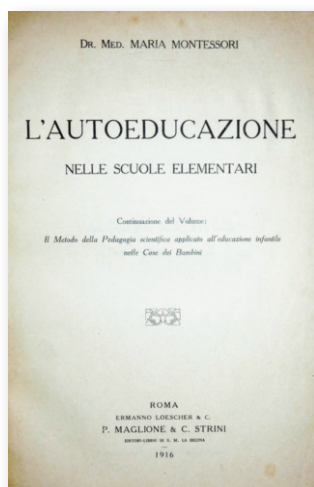 DR. MED. MARIA MONTESSORI
L'AUTOEDUCAZIONE
NELLE SCUOLE ELEMENTARI
Continuazione del Volume:
Il Metodo della Pedagogia scientifica applicato all'educazione infantile
nelle Case dei Bambini
ROMA
ERMANNO LOESCHER & C.
P. MAGLIONE & C. STRINI
EDITORI-LIBRAI DI S. M. LA REGINA
1916